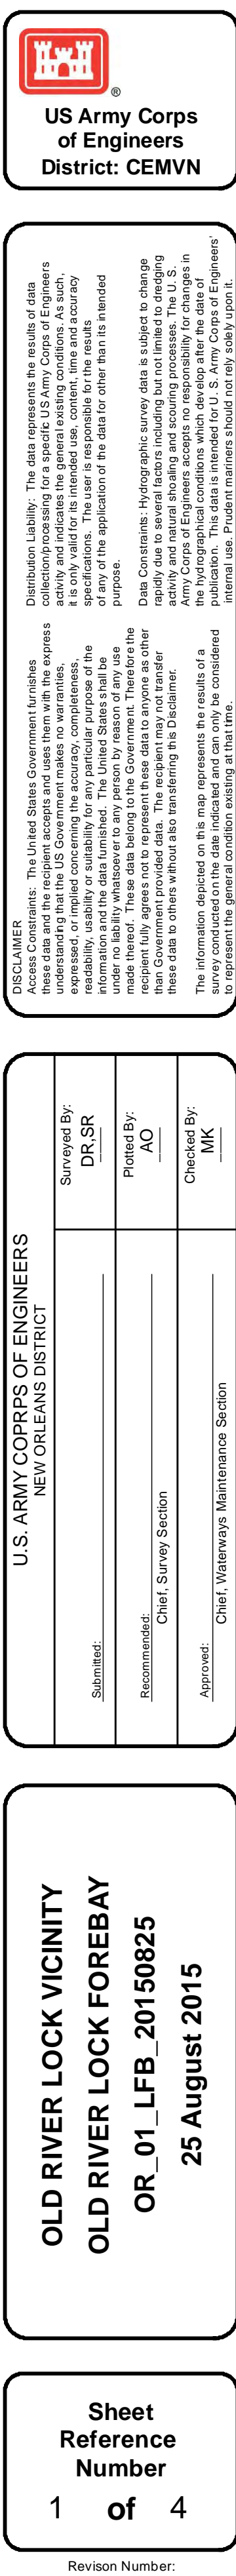 US Army Corps
of Engineers
District: CEMVN
DISCLAIMER
Access Constraints: The United States Government furnishes
these data and the recipient accepts and uses them with the express
understanding that the US Government makes no warranties,
expressed, or implied concerning the accuracy, completeness,
readability, usability or suitability for any particular purpose of the
information and the data furnished. The United States shall be
under no liability whatsoever to any person by reason of any use
made thereof. These data belong to the Government. Therefore the
recipient fully agrees not to represent these data to anyone as other
than Government provided data. The recipient may not transfer
these data to others without also transferring this Disclaimer.
The information depicted on this map represents the results of a
survey conducted on the date indicated and can only be considered
to represent the general condition existing at that time.
Distribution Liability: The data represents the results of data
collection/processing for a specific US Army Corps of Engineers
activity and indicates the general existing conditions. As such,
it is only valid for its intended use, content, time and accuracy
specifications. The user is responsible for the results
of any of the application of the data for other than its intended
purpose.
Data Constraints: Hydrographic survey data is subject to change
rapidly due to several factors including but not limited to dredging
activity and natural shoaling and scouring processes. The U. S.
Army Corps of Engineers accepts no responsibility for changes in
the hydrographical conditions which develop after the date of
publication. This data is intended for U. S. Army Corps of Engineers'
internal use. Prudent mariners should not rely solely upon it.
U.S. ARMY COPRPS OF ENGINEERS
NEW ORLEANS DISTRICT
Submitted:
Surveyed By:
DR,SR
Recommended:
Chief, Survey Section
Plotted By:
AO
Approved:
Chief, Waterways Maintenance Section
Checked By:
MK
OLD RIVER LOCK VICINITY
OLD RIVER LOCK FOREBAY
OR_01_LFB_20150825
25 August 2015
Sheet
Reference
Number
1 of 4
Revison Number: